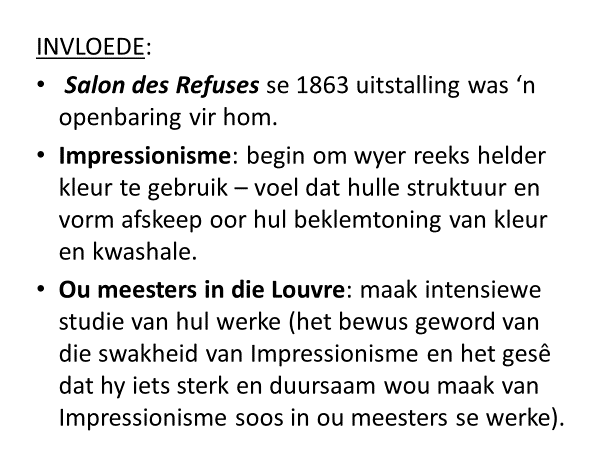 INVLOEDE:
• Salon des Refuses se 1863 uitstalling was ‘n
openbaring vir hom.
• Impressionisme: begin om wyer reeks helder
kleur te gebruik – voel dat hulle struktuur en
vorm afskeep oor hul beklemtoning van kleur
en kwashale.
• Ou meesters in die Louvre: maak intensiewe
studie van hul werke (het bewus geword van
die swakheid van Impressionisme en het gesê
dat hy iets sterk en duursaam wou maak van
Impressionisme soos in ou meesters se werke).